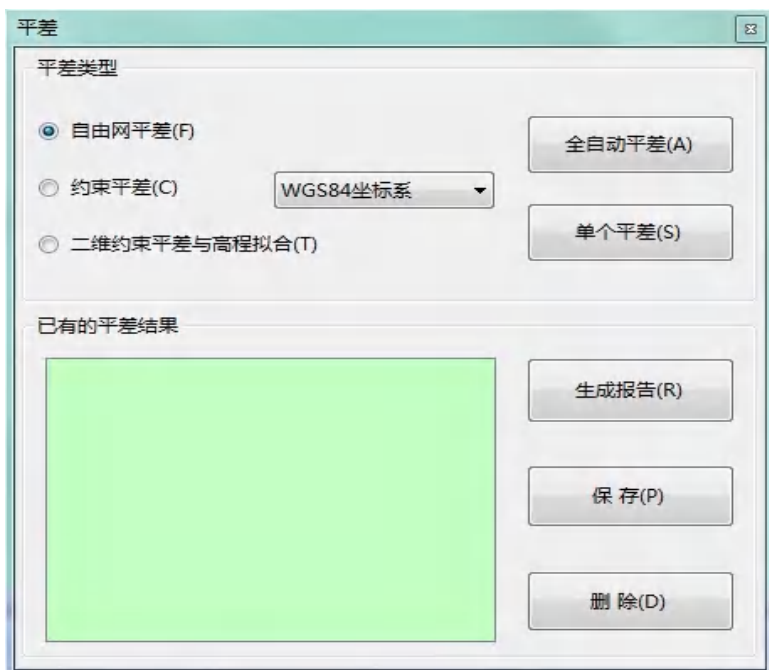 平差
平差类型
自由网平差(F)
全自动平差(A)
约束平差(C)
WGS84坐标系
单个平差(S)
二维约束平差与高程拟合(T)
已有的平差结果
生成报告(R)
保 存(P)
删 除(D)